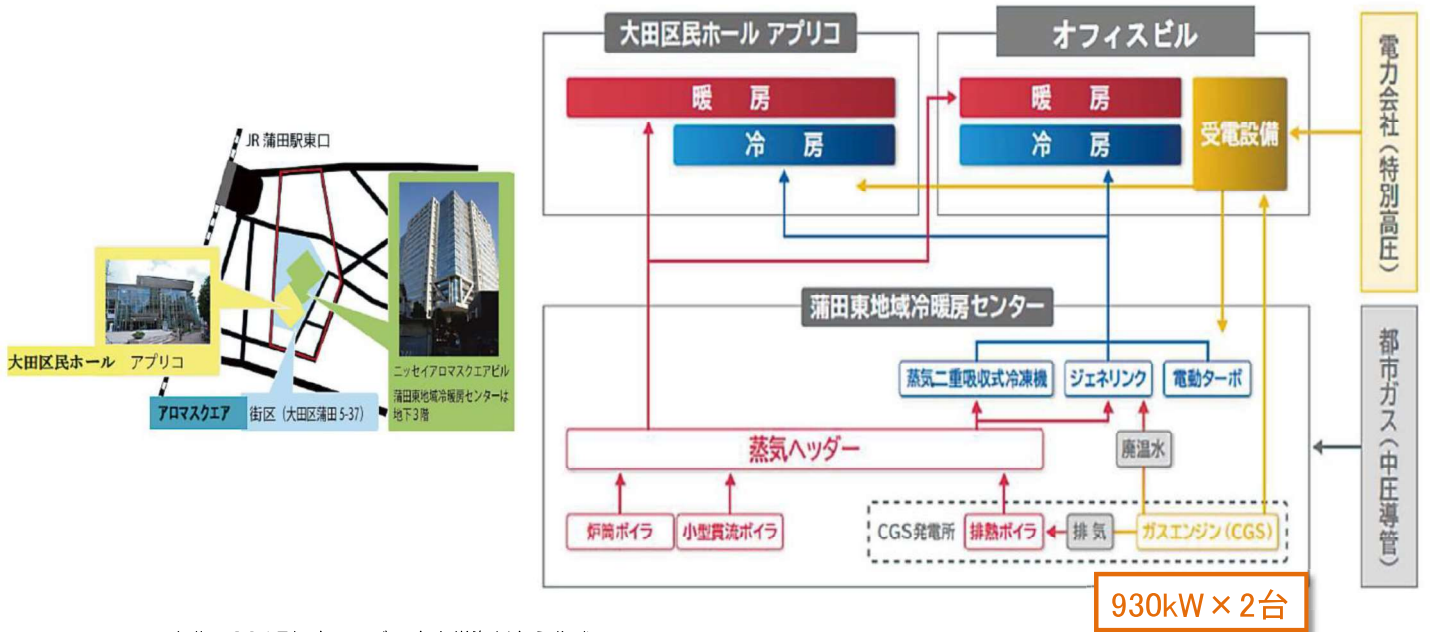 JR 蒲田駅東口
大田区民ホール アプリコ
アロマスクエア 街区（大田区蒲田 5-37）
ニッセイアロマスクエアビル
蒲田東地域冷暖房センターは
地下３階
大田区民ホール アプリコ
暖 房
冷 房
オフィスビル
暖 房
冷 房
受電設備
電力会社（特別高圧）
蒲田東地域冷暖房センター
蒸気二重吸収式冷凍機
ジェネリンク
電動ターボ
蒸気ヘッダー
廃温水
炉筒ボイラ
小型貫流ボイラ
CGS発電所
排熱ボイラ
排 気
ガスエンジン（CGS）
都市ガス（中圧導管）
930kW×2台